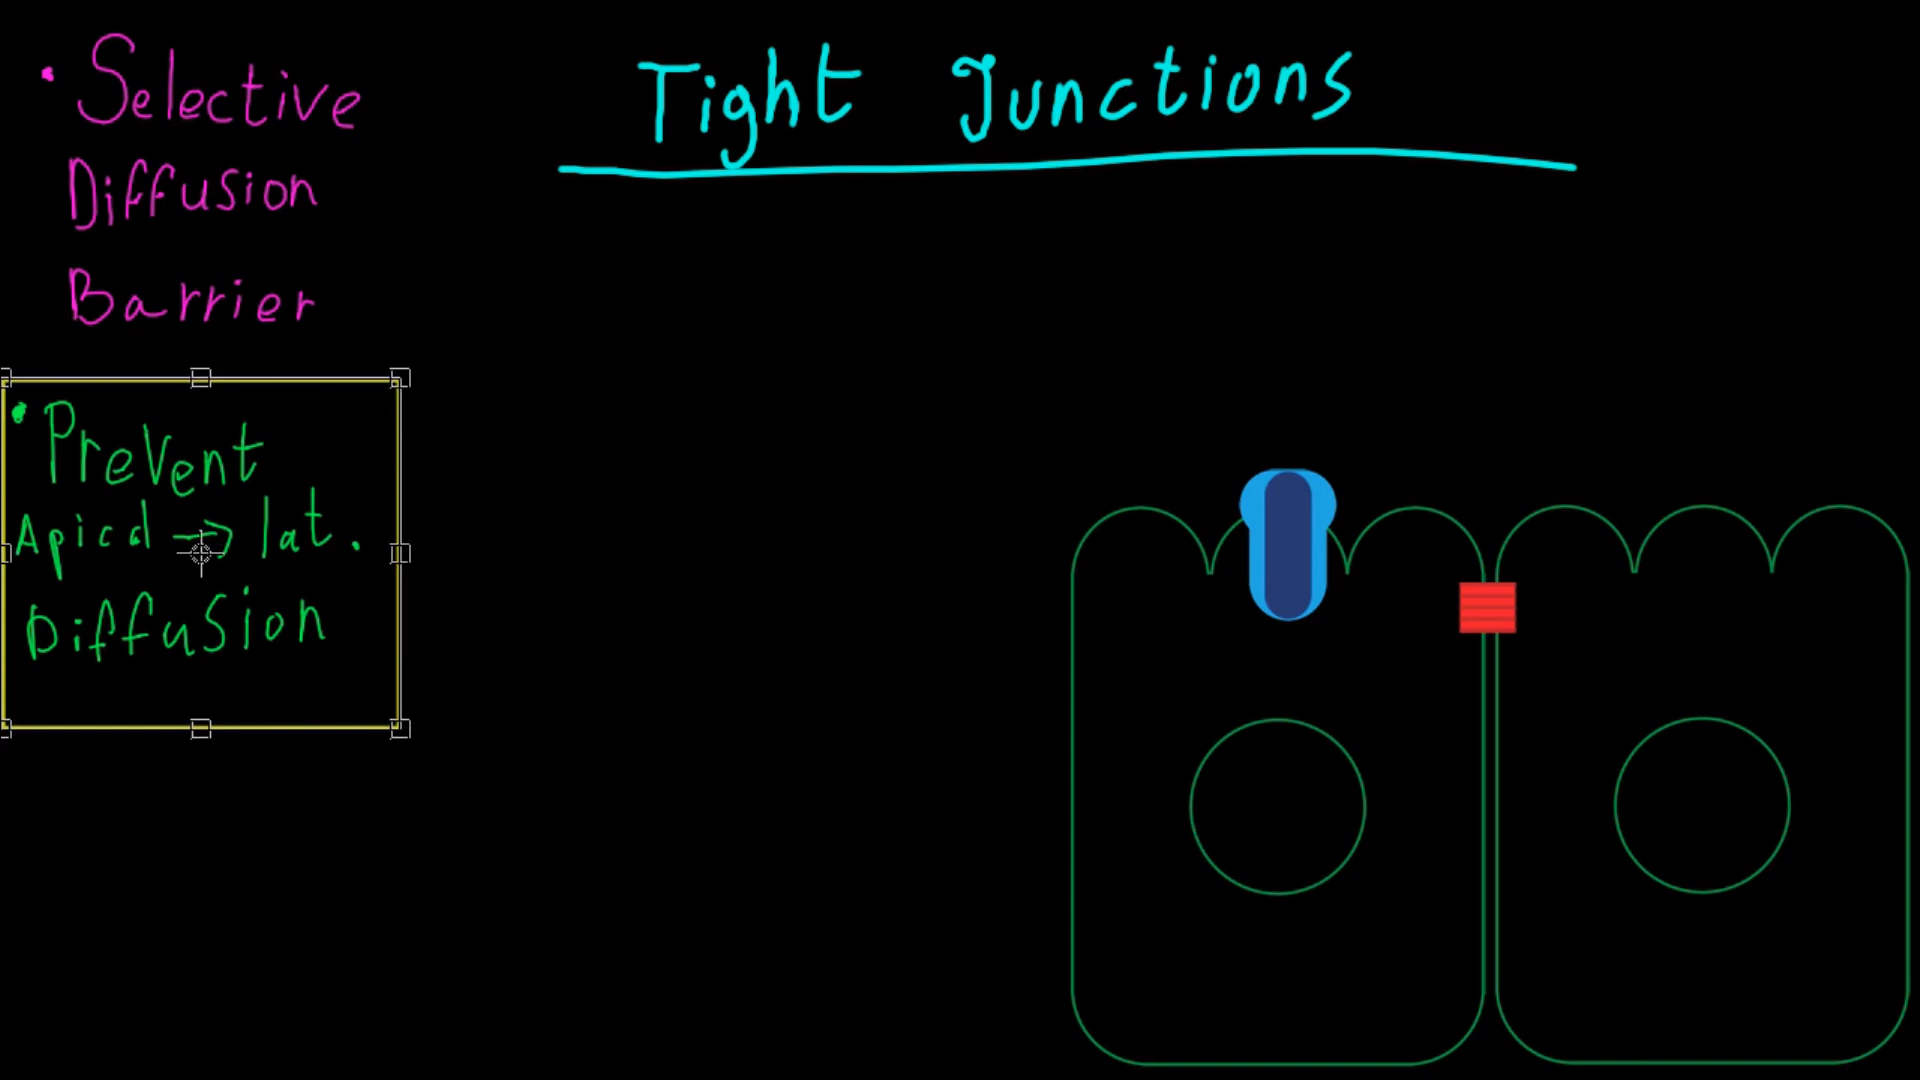 Tight Junctions
• Selective
Diffusion
Barrier
• Prevent
Apical → lat.
Diffusion